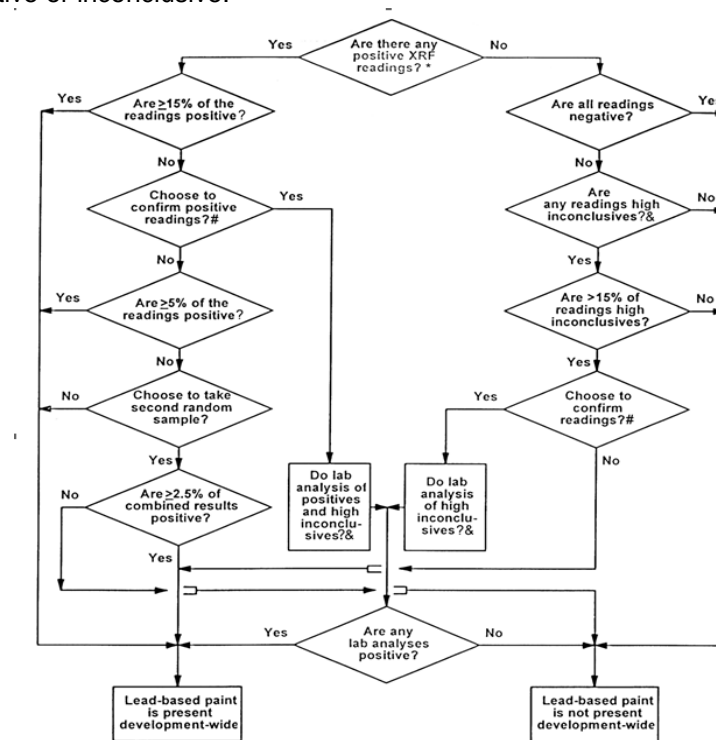 Are there any
positive XRF
readings? *
Yes
No
Are ≥15% of the
readings positive?
Yes
No
Are all readings
negative?
No
Choose to
confirm positive
readings?#
Yes
No
Are
any readings high
inconclusives?&
No
Yes
Are ≥5% of the
readings positive?
Yes
No
Are >15% of
readings high
inconclusives?
No
Yes
Choose to take
second random
sample?
No
Yes
Choose to
confirm
readings?#
Yes
No
Are ≥2.5% of
combined results
positive?
No
Yes
Do lab
analysis of
positives
and high
inconclu-
sives?&
Do lab
analysis
of high
inconclu-
sives?&
Are any
lab analyses
positive?
Yes
No
Lead-based paint
is present
development-wide
Lead-based paint
is not present
development-wide